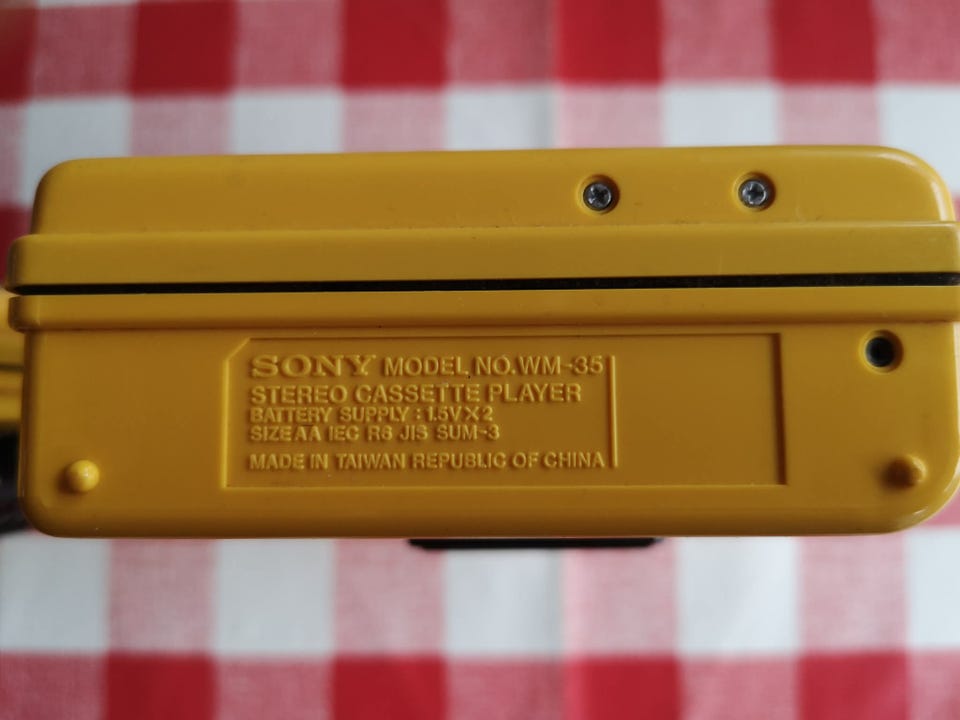 SONY MODEL NO.WM-35
STEREO CASSETTE PLAYER
BATTERY SUPPLY : 1.5V X 2
SIZE AA IEC R6 JIS SUM-3
MADE IN TAIWAN REPUBLIC OF CHINA